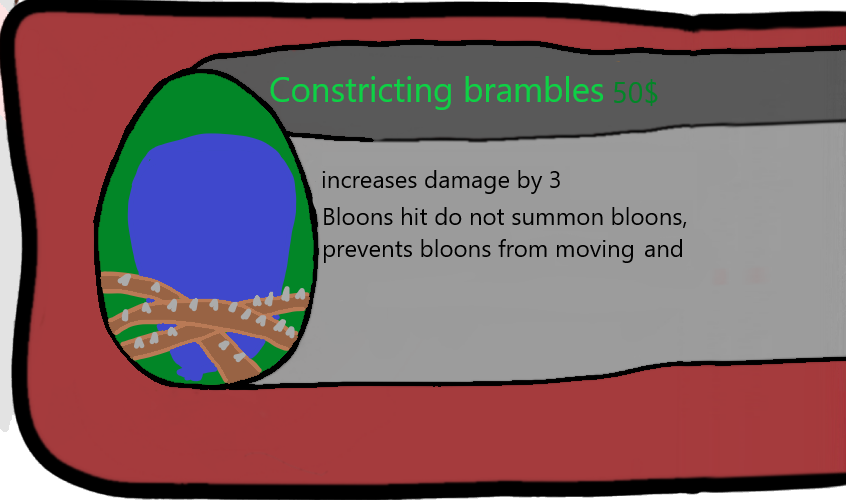 Constricting brambles 50$
increases damage by 3
Bloons hit do not summon bloons,
prevents bloons from moving and